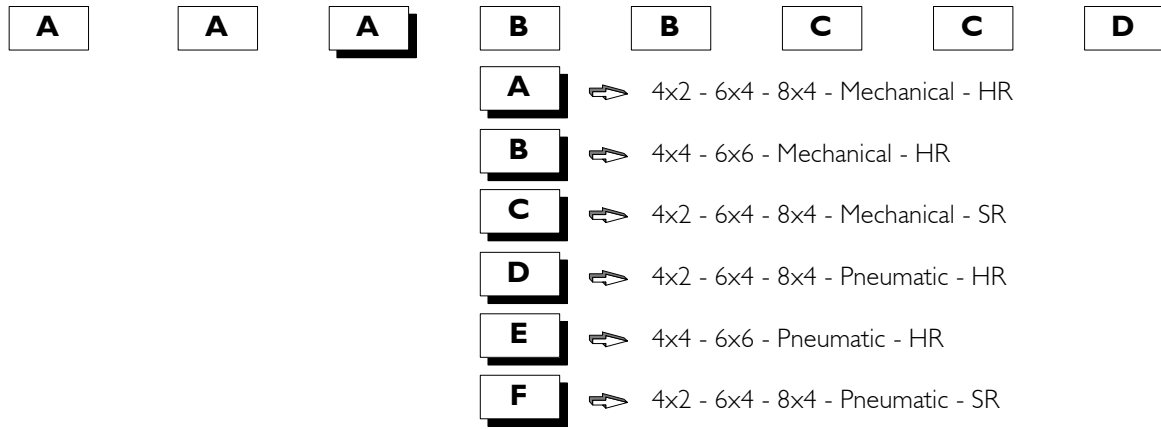 A A A B B C C D
A 4x2 - 6x4 - 8x4 - Mechanical - HR
B 4x4 - 6x6 - Mechanical - HR
C 4x2 - 6x4 - 8x4 - Mechanical - SR
D 4x2 - 6x4 - 8x4 - Pneumatic - HR
E 4x4 - 6x6 - Pneumatic - HR
F 4x2 - 6x4 - 8x4 - Pneumatic - SR